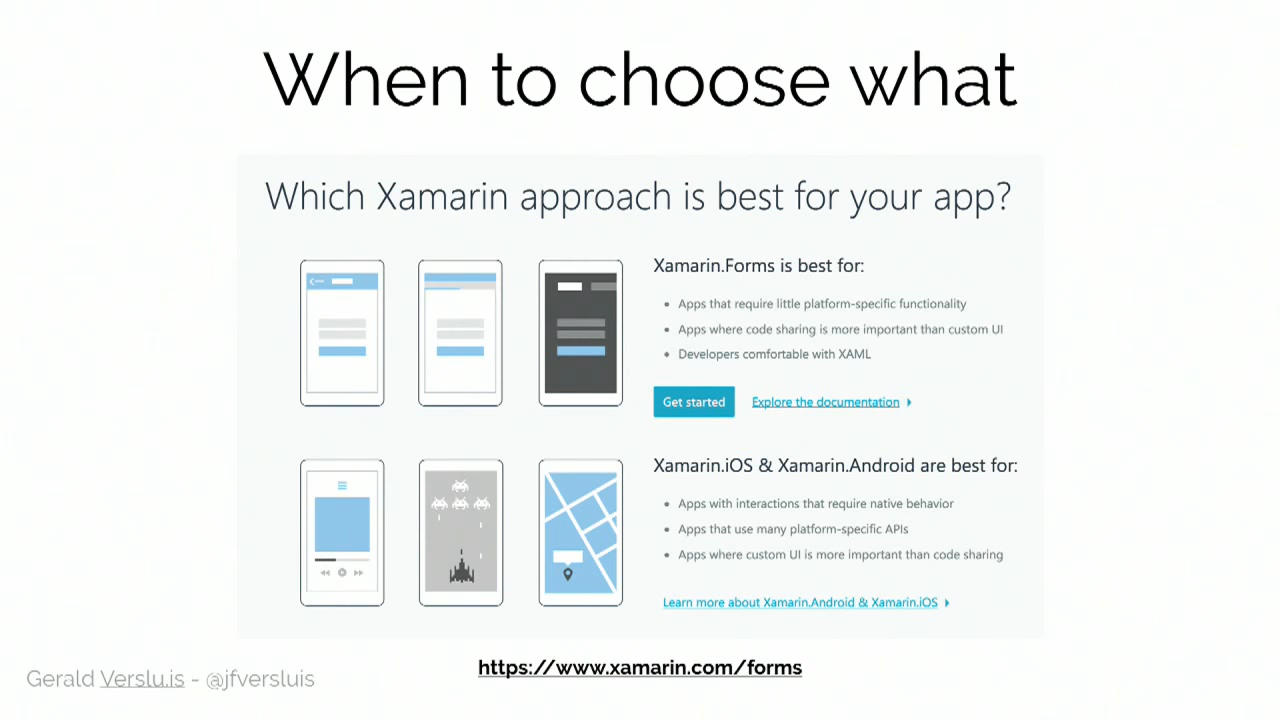 When to choose what
Which Xamarin approach is best for your app?
Xamarin.Forms is best for:
Apps that require little platform-specific functionality
Apps where code sharing is more important than custom UI
Developers comfortable with XAML
Get started
Explore the documentation
Xamarin.iOS & Xamarin.Android are best for:
Apps with interactions that require native behavior
Apps that use many platform-specific APIs
Apps where custom UI is more important than code sharing
Learn more about Xamarin.Android & Xamarin.iOS
https://www.xamarin.com/forms
Gerald Verslu.is - @jfversluis